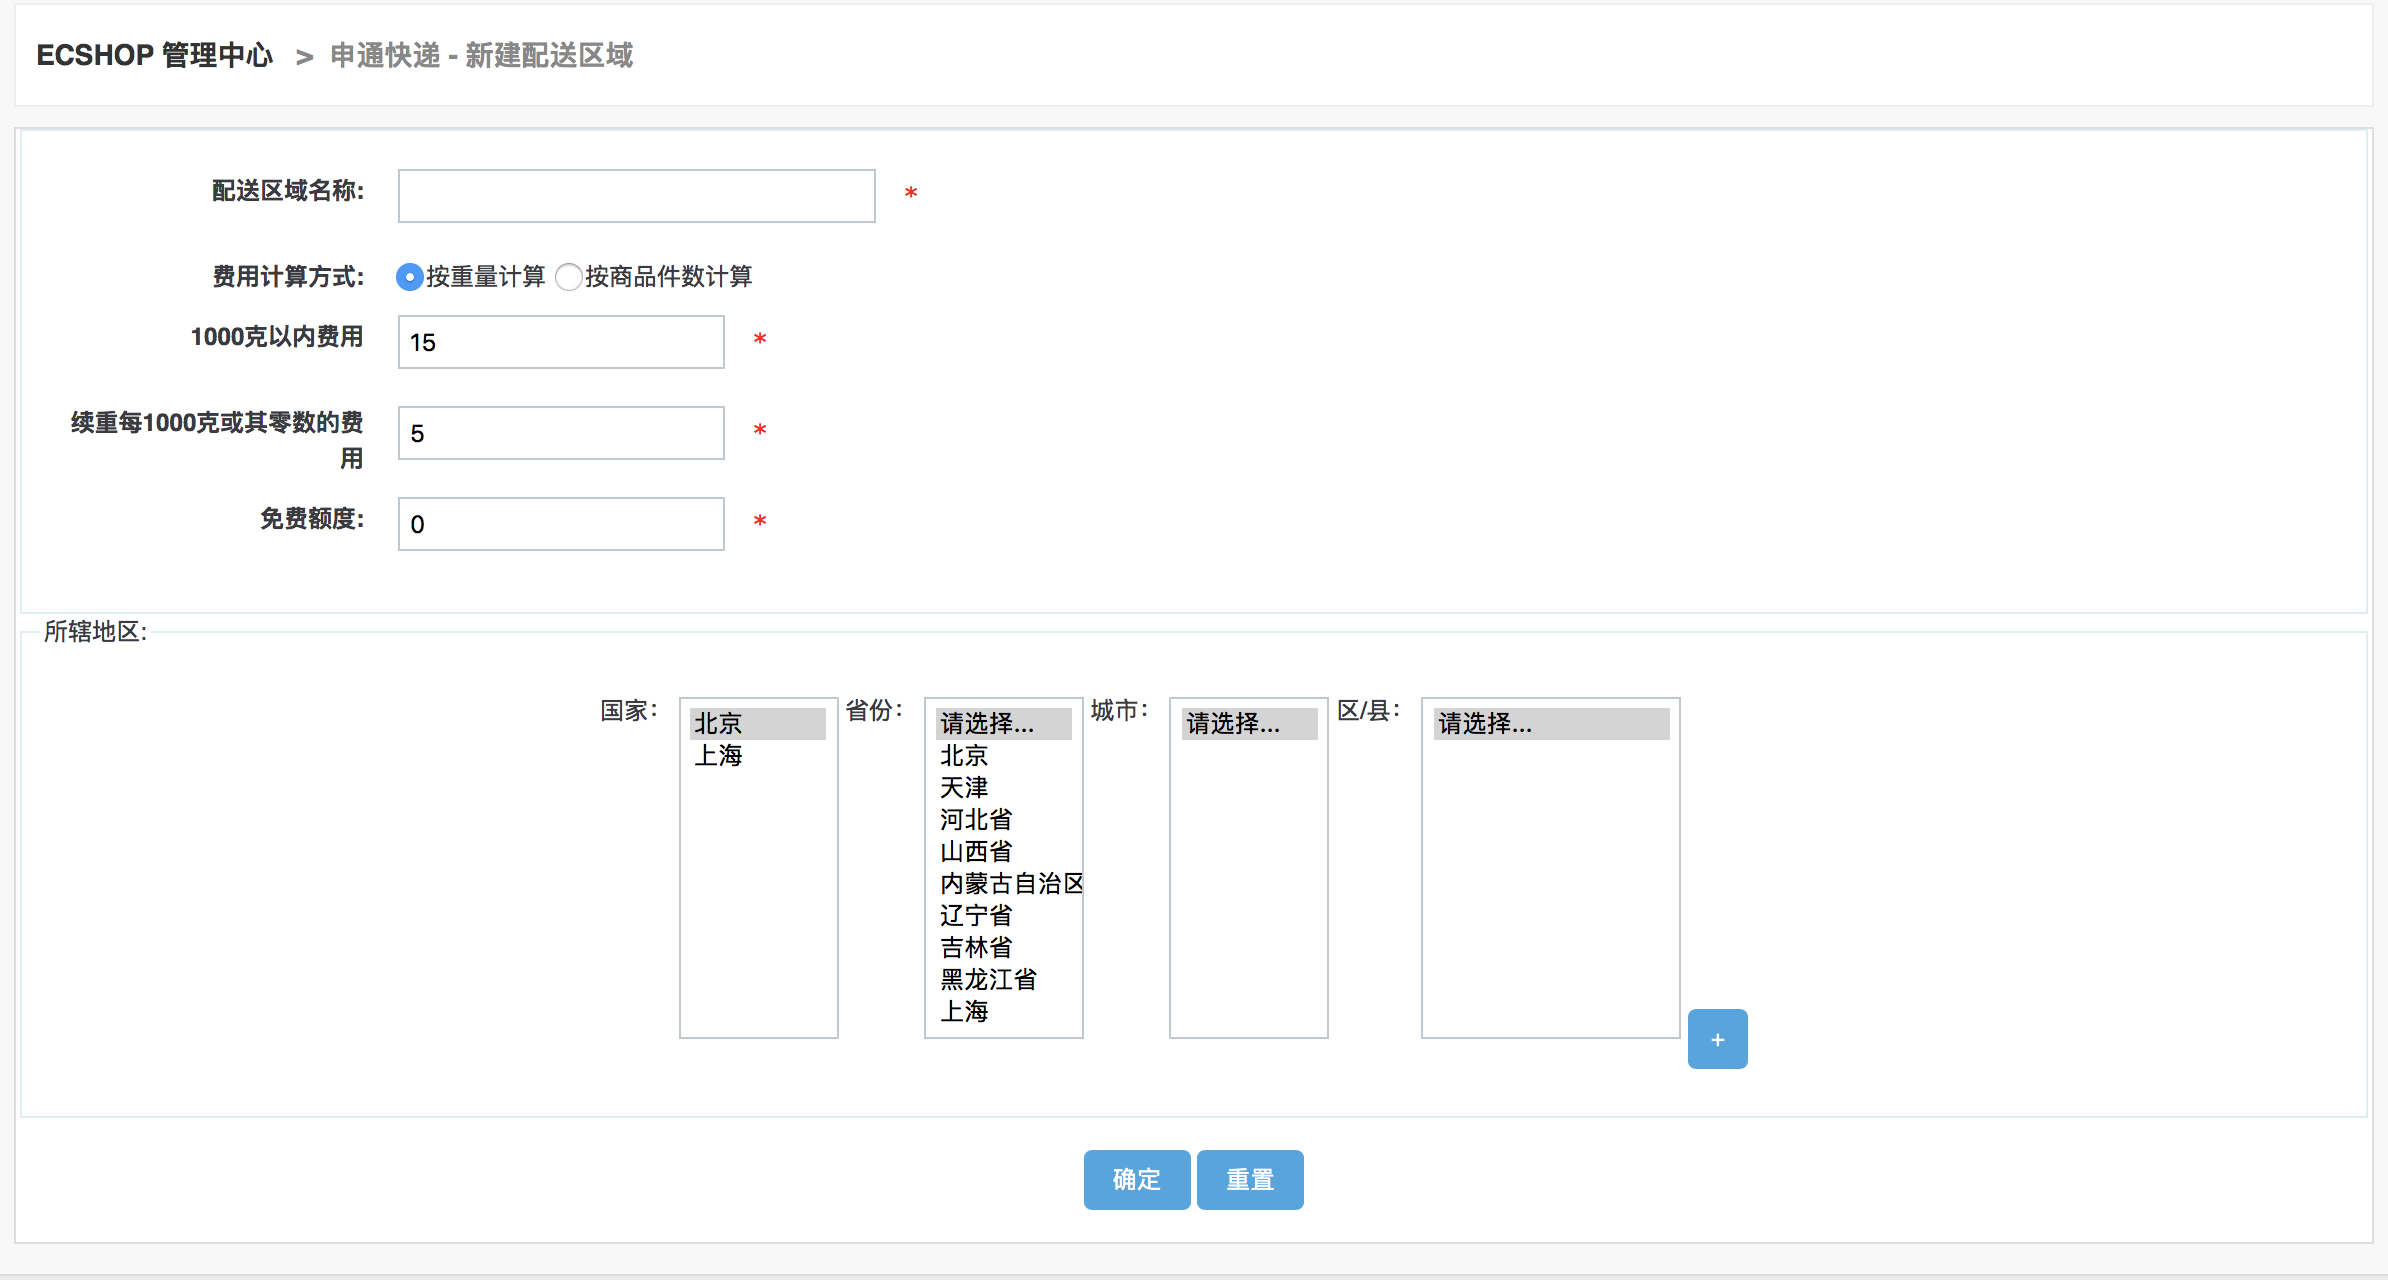 ECSHOP 管理中心 > 申通快递 - 新建配送区域
配送区域名称: *
费用计算方式: 按重量计算 按商品件数计算
1000克以内费用 15 *
续重每1000克或其零数的费
用 5 *
免费额度: 0 *
所辖地区:
国家： 北京 省份： 请选择... 城市： 请选择... 区/县： 请选择...
上海 北京
天津
河北省
山西省
内蒙古自治区
辽宁省
吉林省
黑龙江省
上海
+
确定 重置